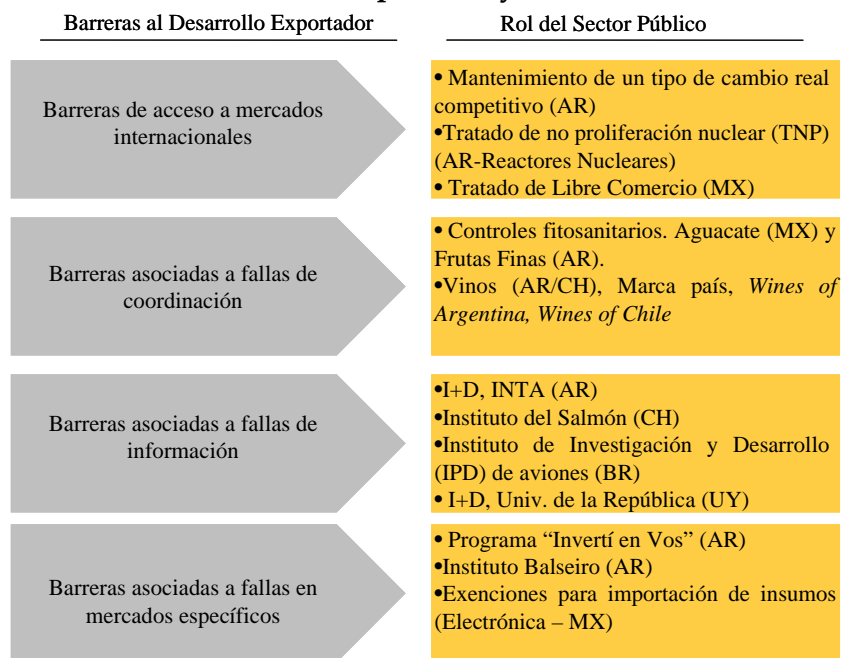 Barreras al Desarrollo Exportador
Rol del Sector Público
Barreras de acceso a mercados
internacionales
• Mantenimiento de un tipo de cambio real
competitivo (AR)
•Tratado de no proliferación nuclear (TNP)
(AR-Reactores Nucleares)
• Tratado de Libre Comercio (MX)
Barreras asociadas a fallas de
coordinación
• Controles fitosanitarios. Aguacate (MX) y
Frutas Finas (AR).
•Vinos (AR/CH), Marca país, Wines of
Argentina, Wines of Chile
Barreras asociadas a fallas de
información
•I+D, INTA (AR)
•Instituto del Salmón (CH)
•Instituto de Investigación y Desarrollo
(IPD) de aviones (BR)
• I+D, Univ. de la República (UY)
Barreras asociadas a fallas en
mercados específicos
• Programa “Invertí en Vos” (AR)
•Instituto Balseiro (AR)
•Exenciones para importación de insumos
(Electrónica – MX)